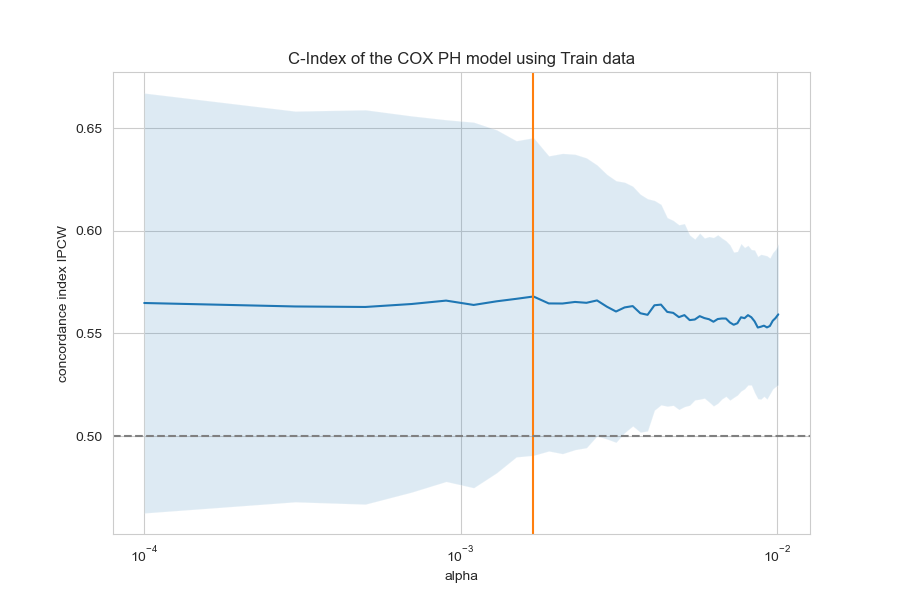 C-Index of the COX PH model using Train data
concordance index IPCW
0.65
0.60
0.55
0.50
10⁻⁴
10⁻³
10⁻²
alpha